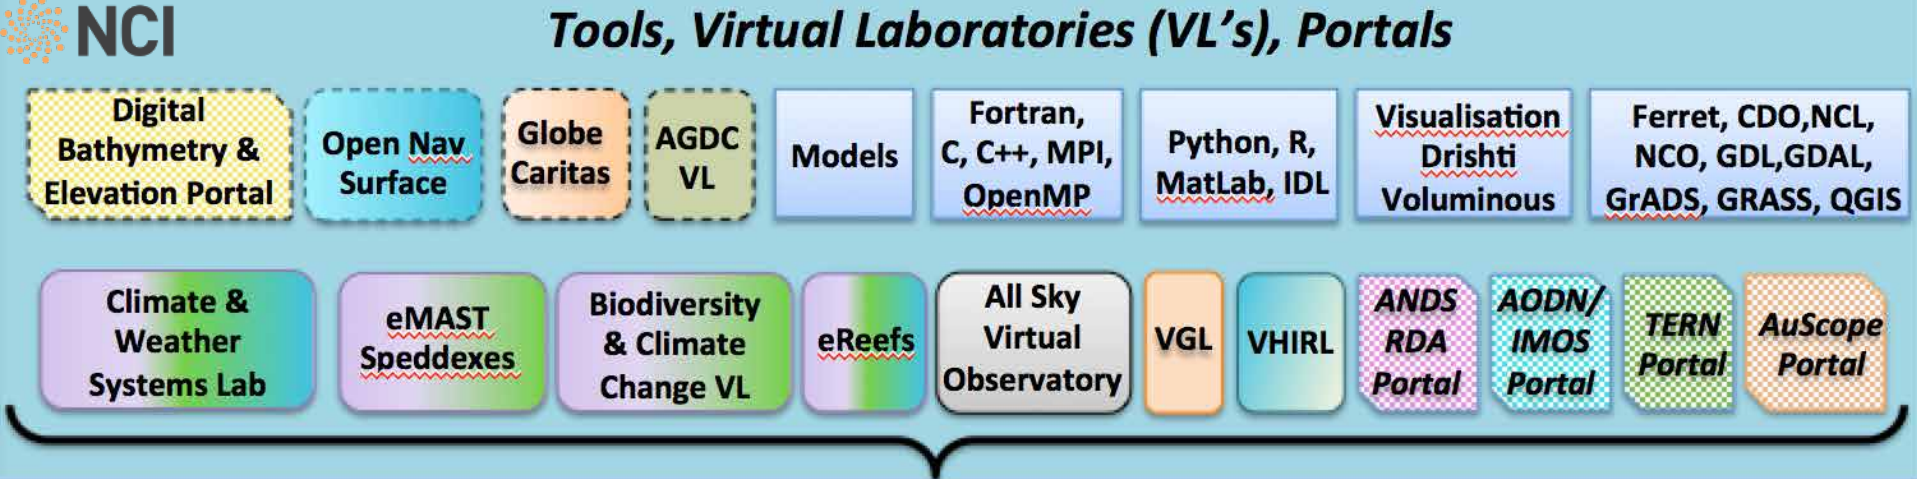 NCI
Tools, Virtual Laboratories (VL's), Portals
Digital
Bathymetry &
Elevation Portal
Open Nav
Surface
Globe
Caritas
AGDC
VL
Models
Fortran,
C, C++, MPI,
OpenMP
Python, R,
MatLab, IDL
Visualisation
Drishti
Voluminous
Ferret, CDO,NCL,
NCO, GDL,GDAL,
GrADS, GRASS, QGIS
Climate &
Weather
Systems Lab
eMAST
Speddexes
Biodiversity
& Climate
Change VL
eReefs
All Sky
Virtual
Observatory
VGL
VHIRL
ANDS
RDA
Portal
AODN/
IMOS
Portal
TERN
Portal
AuScope
Portal